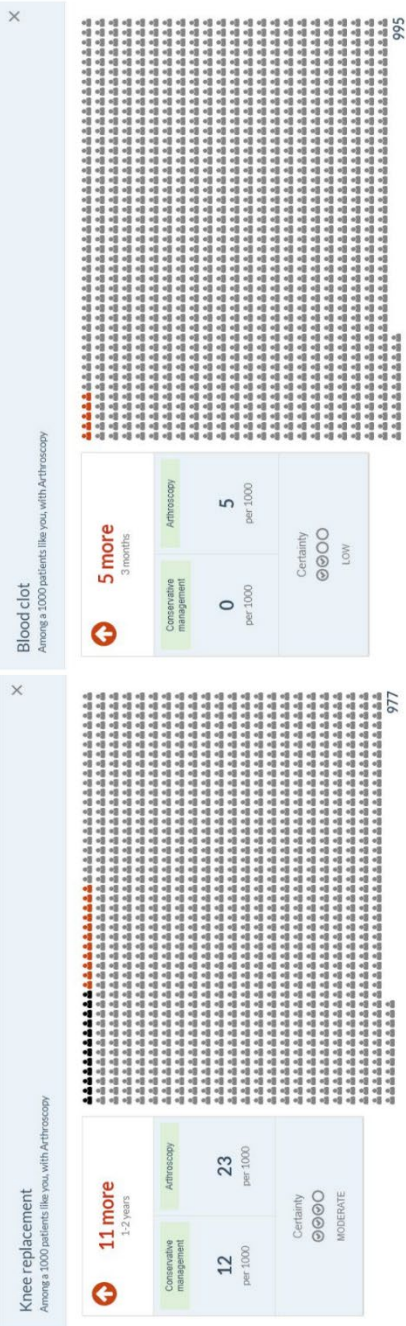 Knee replacement
×
Among a 1000 patients like you, with Arthroscopy
11 more
1-2 years
Conservative
management
Arthroscopy
12
per 1000
23
per 1000
Certainty
MODERATE
977
Blood clot
×
Among a 1000 patients like you, with Arthroscopy
5 more
3 months
Conservative
management
Arthroscopy
0
per 1000
5
per 1000
Certainty
LOW
995